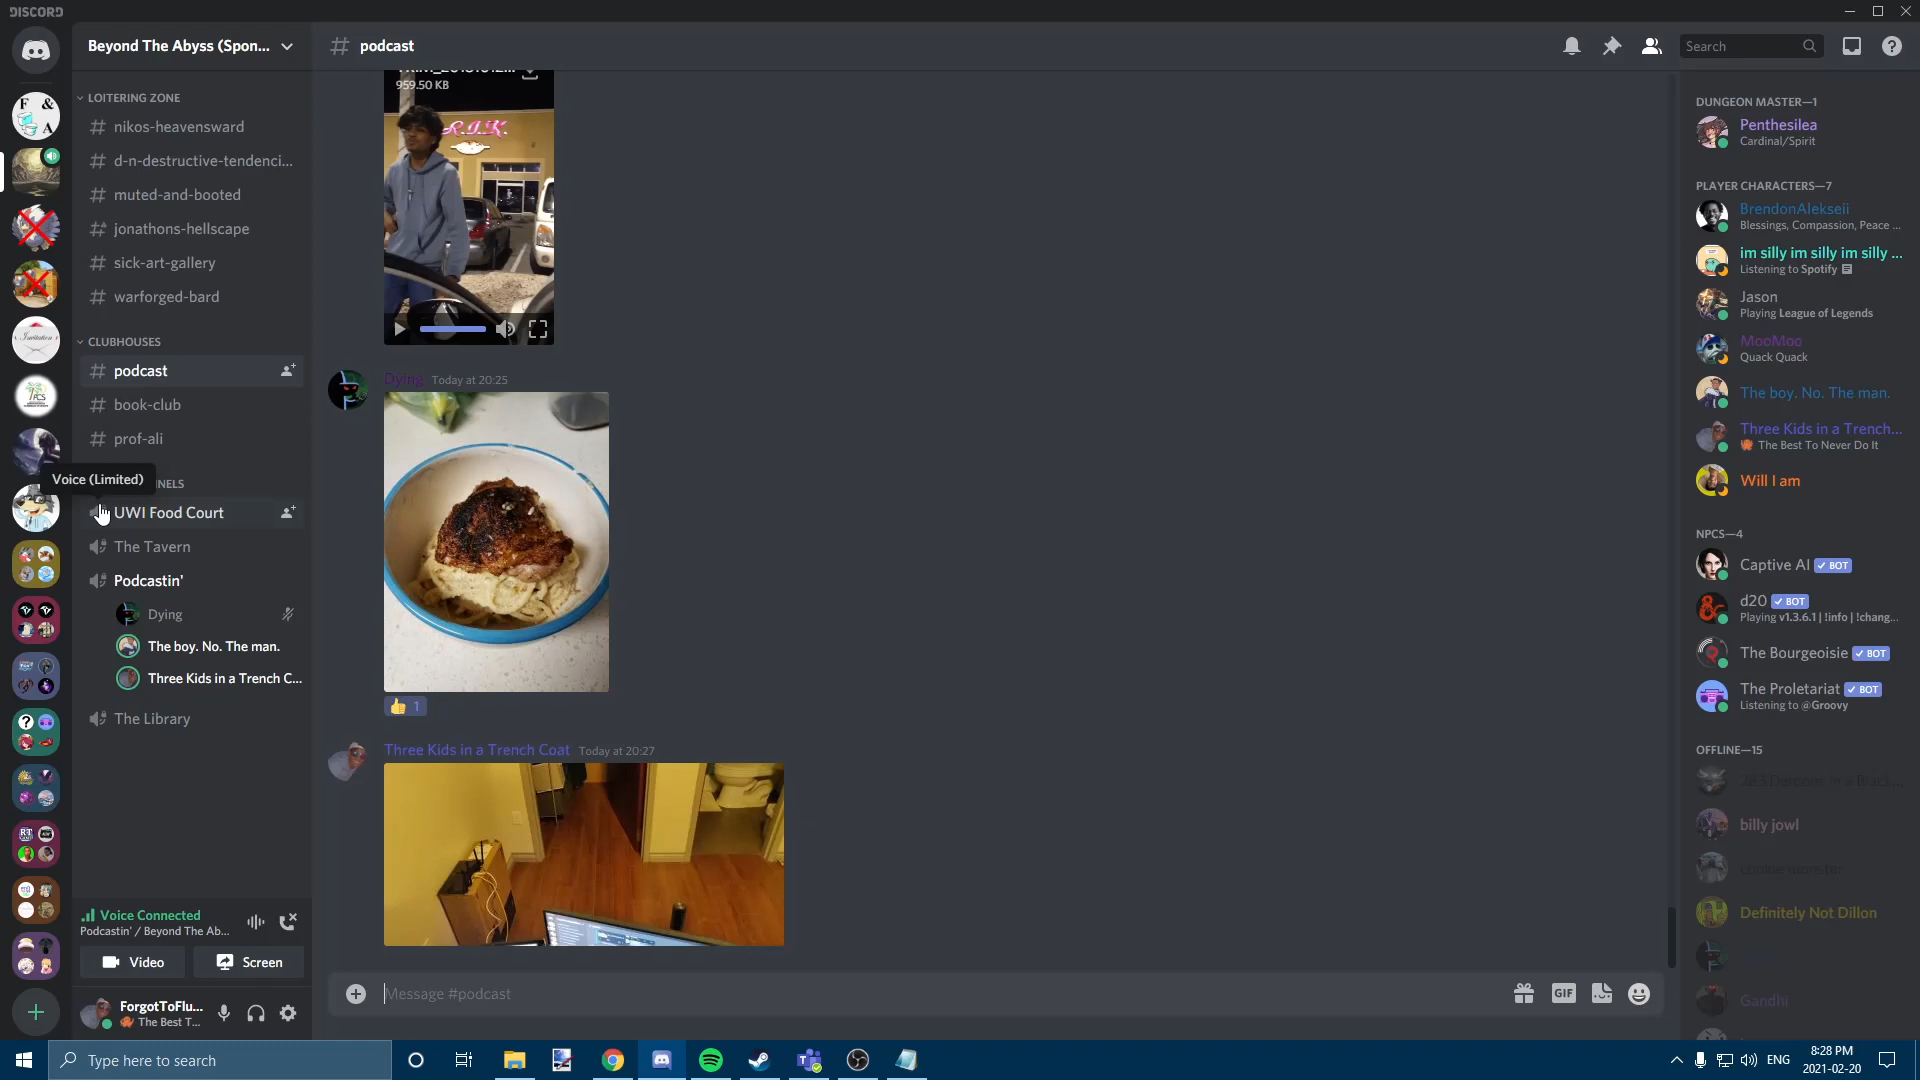 DISCORD
Beyond The Abyss (Spon...
podcast
Search
LOITERING ZONE
nikos-heavensward
d-n-destructive-tendenci...
muted-and-booted
jonathons-hellscape
sick-art-gallery
warforged-bard
CLUBHOUSES
podcast
book-club
prof-ali
Voice (Limited)
NNELS
UWI Food Court
The Tavern
Podcastin'
Dying
The boy. No. The man.
Three Kids in a Trench C...
The Library
Voice Connected
Podcastin' / Beyond The Ab...
Video
Screen
ForgotToFlu...
The Best T...
959.50 KB
R.I.K.
Dying Today at 20:25
1
Three Kids in a Trench Coat Today at 20:27
Message #podcast
GIF
DUNGEON MASTER—1
Penthesilea
Cardinal/Spirit
PLAYER CHARACTERS—7
BrendonAlekseii
Blessings, Compassion, Peace ...
im silly im silly im silly ...
Listening to Spotify
Jason
Playing League of Legends
MooMoo
Quack Quack
The boy. No. The man.
Three Kids in a Trench...
The Best To Never Do It
Will I am
NPCS—4
Captive AI BOT
d20 BOT
Playing v1.3.6.1 | !info | !chang...
The Bourgeoisie BOT
The Proletariat BOT
Listening to @Groovy
OFFLINE—15
billy jowl
Definitely Not Dillon
Gandhi
F & A
Invitation
PCS
Type here to search
ENG
8:28 PM
2021-02-20